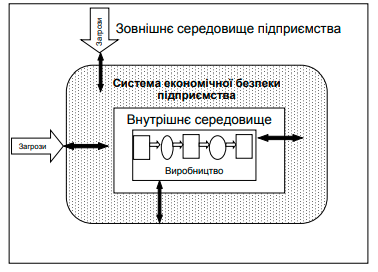 Загрози
Зовнішнє середовище підприємства
Система економічної безпеки
підприємства
Внутрішнє середовище
Загрози
Виробництво